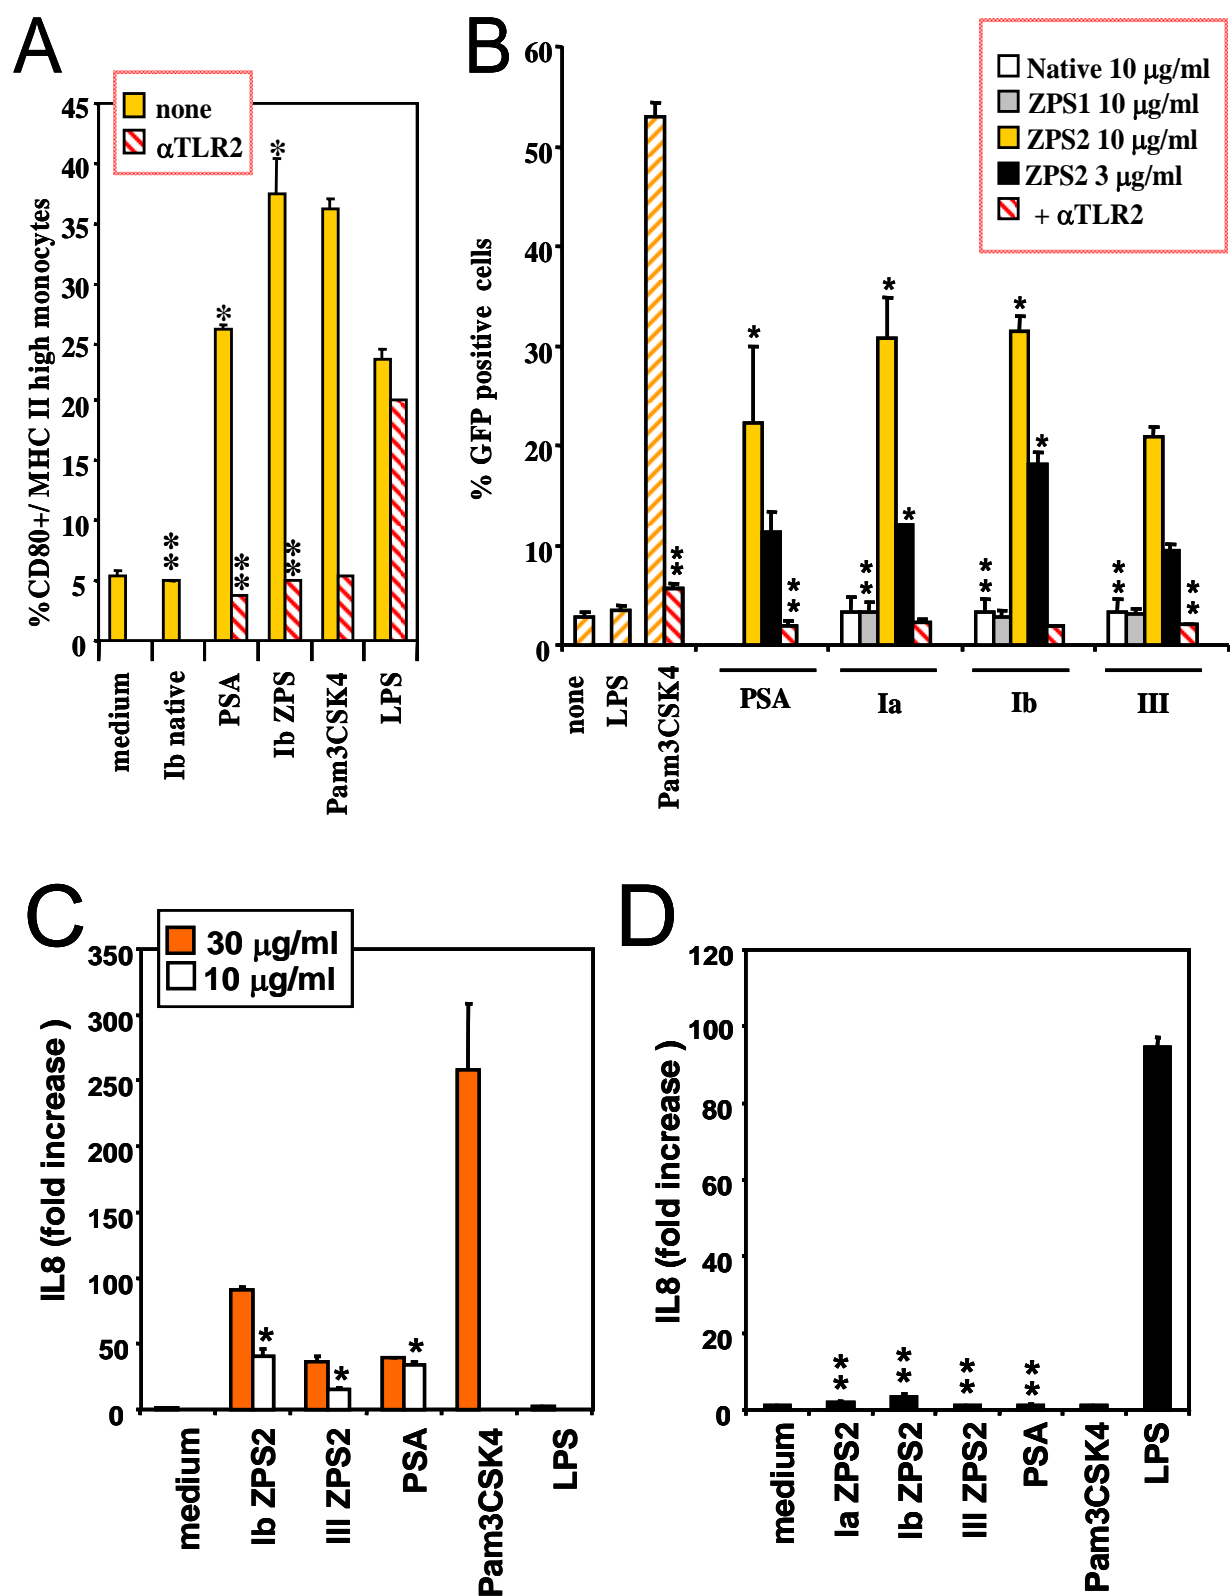 A
none
αTLR2
%CD80+/ MHC II high monocytes
45
40
35
30
25
20
15
10
5
0
*
*
**
**
**
medium
Ib native
PSA
Ib ZPS
Pam3CSK4
LPS
B
Native 10 μg/ml
ZPS1 10 μg/ml
ZPS2 10 μg/ml
ZPS2 3 μg/ml
+ αTLR2
% GFP positive cells
60
50
40
30
20
10
0
**
*
**
**
*
*
**
*
*
**
**
none
LPS
Pam3CSK4
PSA
Ia
Ib
III
C
30 μg/ml
10 μg/ml
IL8 (fold increase )
350
300
250
200
150
100
50
0
*
*
*
medium
Ib ZPS2
III ZPS2
PSA
Pam3CSK4
LPS
D
IL8 (fold increase )
120
100
80
60
40
20
0
**
**
**
**
medium
Ia ZPS2
Ib ZPS2
III ZPS2
PSA
Pam3CSK4
LPS